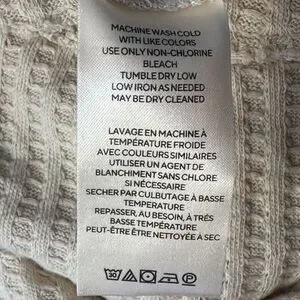 MACHINE WASH COLD
WITH LIKE COLORS
USE ONLY NON-CHLORINE
BLEACH
TUMBLE DRY LOW
LOW IRON AS NEEDED
MAY BE DRY CLEANED
LAVAGE EN MACHINE À
TEMPÉRATURE FROIDE
AVEC COULEURS SIMILAIRES
UTILISER UN AGENT DE
BLANCHIMENT SANS CHLORE
SI NÉCESSAIRE
SECHER PAR CULBUTAGE À BASSE
TEMPERATURE
REPASSER, AU BESOIN, À TRÉS
BASSE TEMPÉRATURE
PEUT-ÊTRE ÊTRE NETTOYÉE À SEC